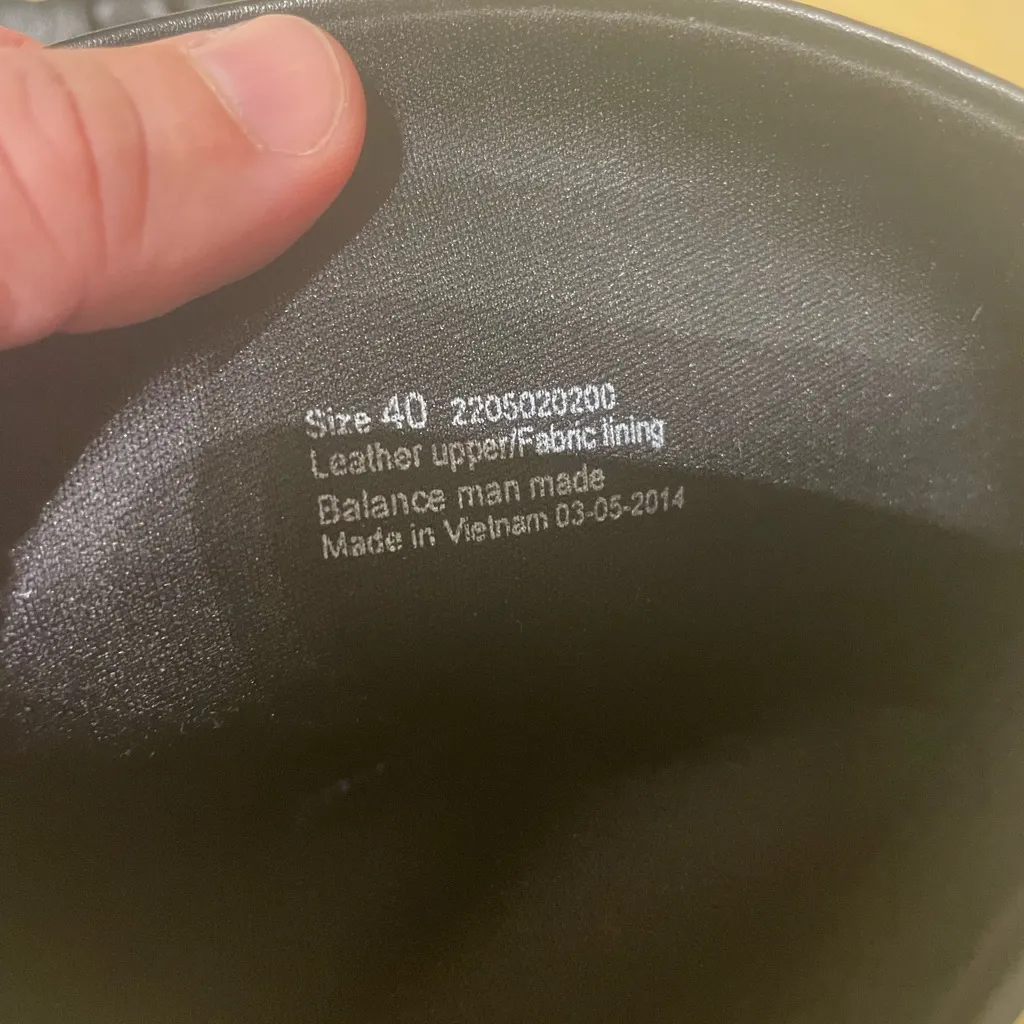 Size 40 2205020200
Leather upper/Fabric lining
Balance man made
Made in Vietnam 03-05-2014